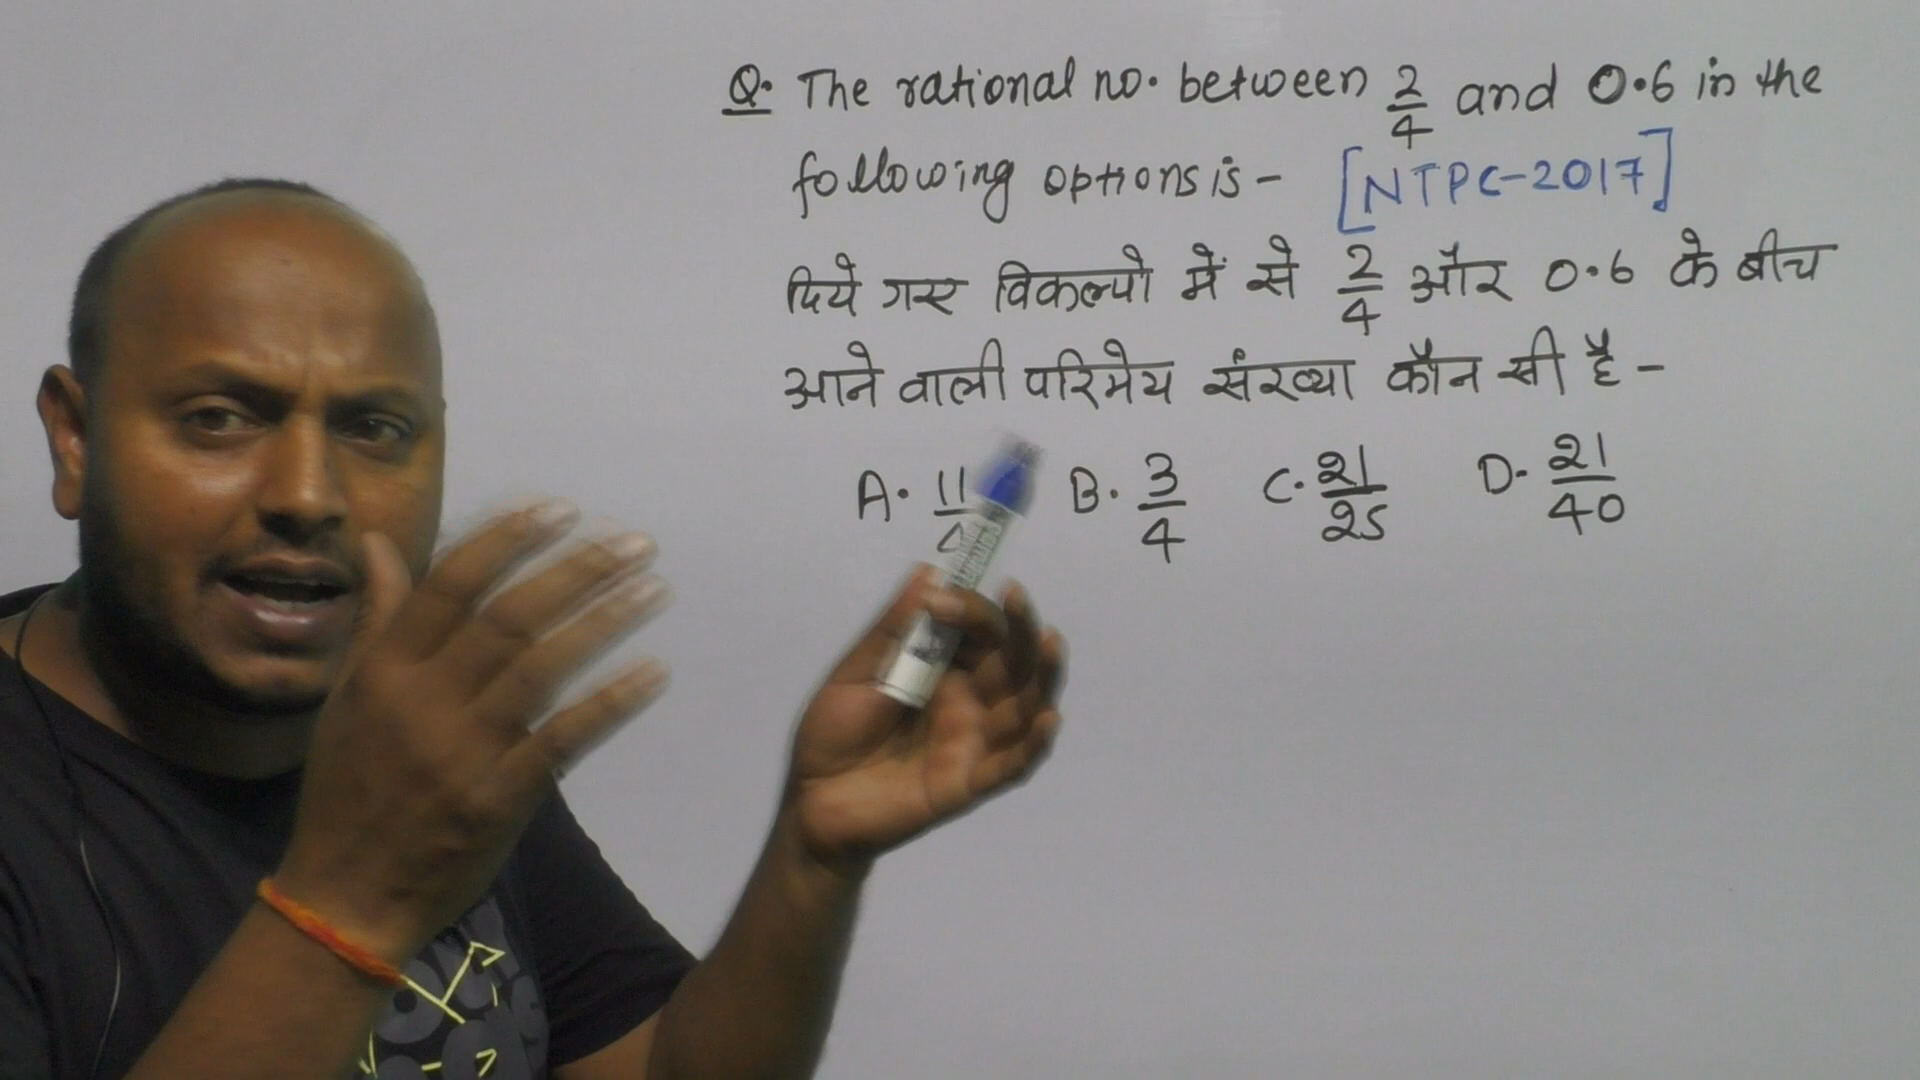 Q. The rational no. between 2/4 and 0.6 in the
following options is - [NTPC-2017]
दिये गए विकल्पो में से 2/4 और 0.6 के बीच
आने वाली परिमेय संख्या कौन सी है -
A. 11/4 B. 3/4 C. 21/25 D. 21/40